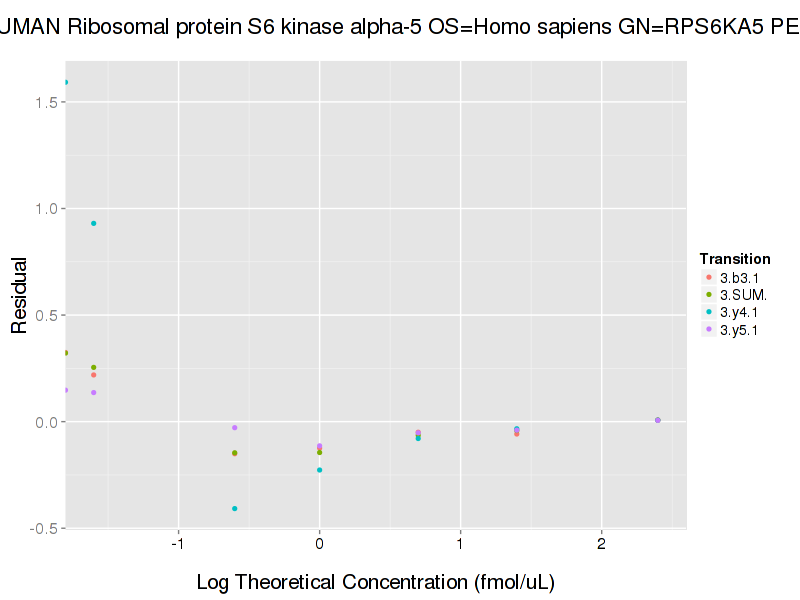 UMAN Ribosomal protein S6 kinase alpha-5 OS=Homo sapiens GN=RPS6KA5 PE
1.5
1.0
0.5
0.0
-0.5
Residual
-1
0
1
2
Log Theoretical Concentration (fmol/uL)
Transition
3.b3.1
3.SUM.
3.y4.1
3.y5.1